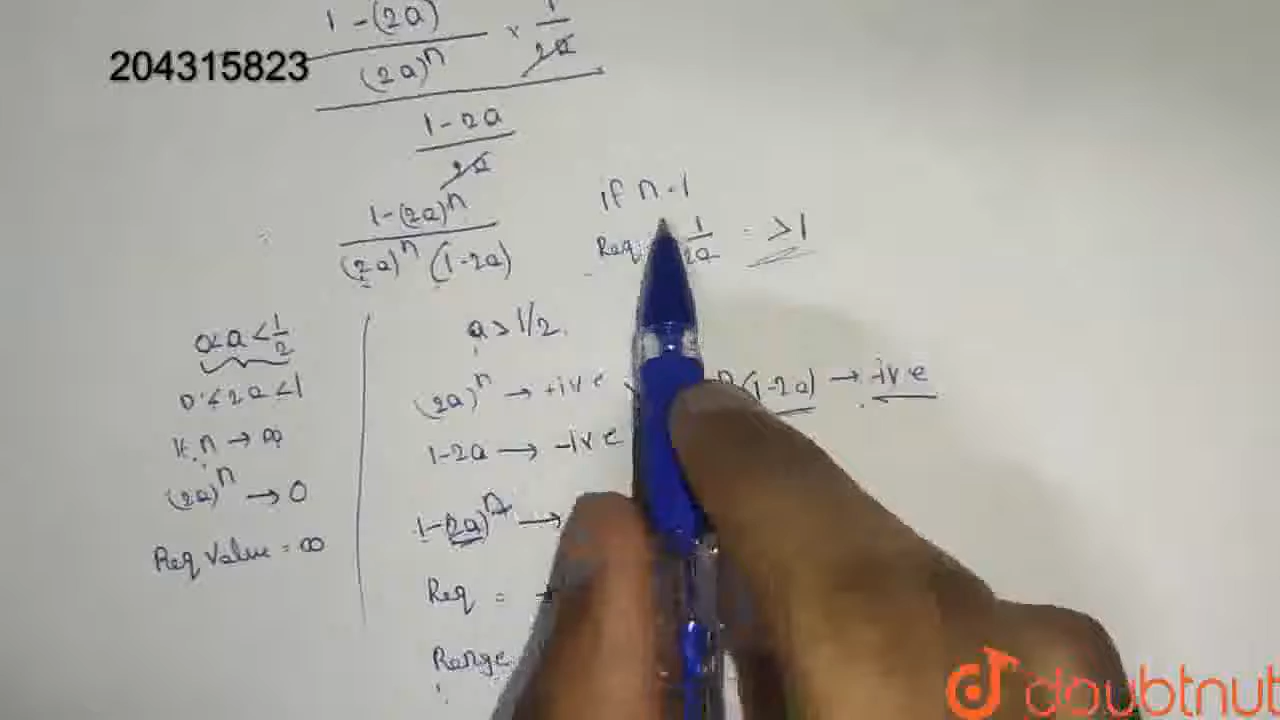 1-(2a)
(2a)^n × 1/2a
204315823
1-2a
2a
if n-1
1-(2a)^n
(2a)^n (1-2a)
Req 1/2a = >1
0<a<1/2
0<2a<1
If n → ∞
(2a)^n → 0
Req Value = ∞
a > 1/2.
(2a)^n → +ive
(1-2a) → -ive
1-2a → -ive
1-(2a)^n →
Req =
Range
doubtnut